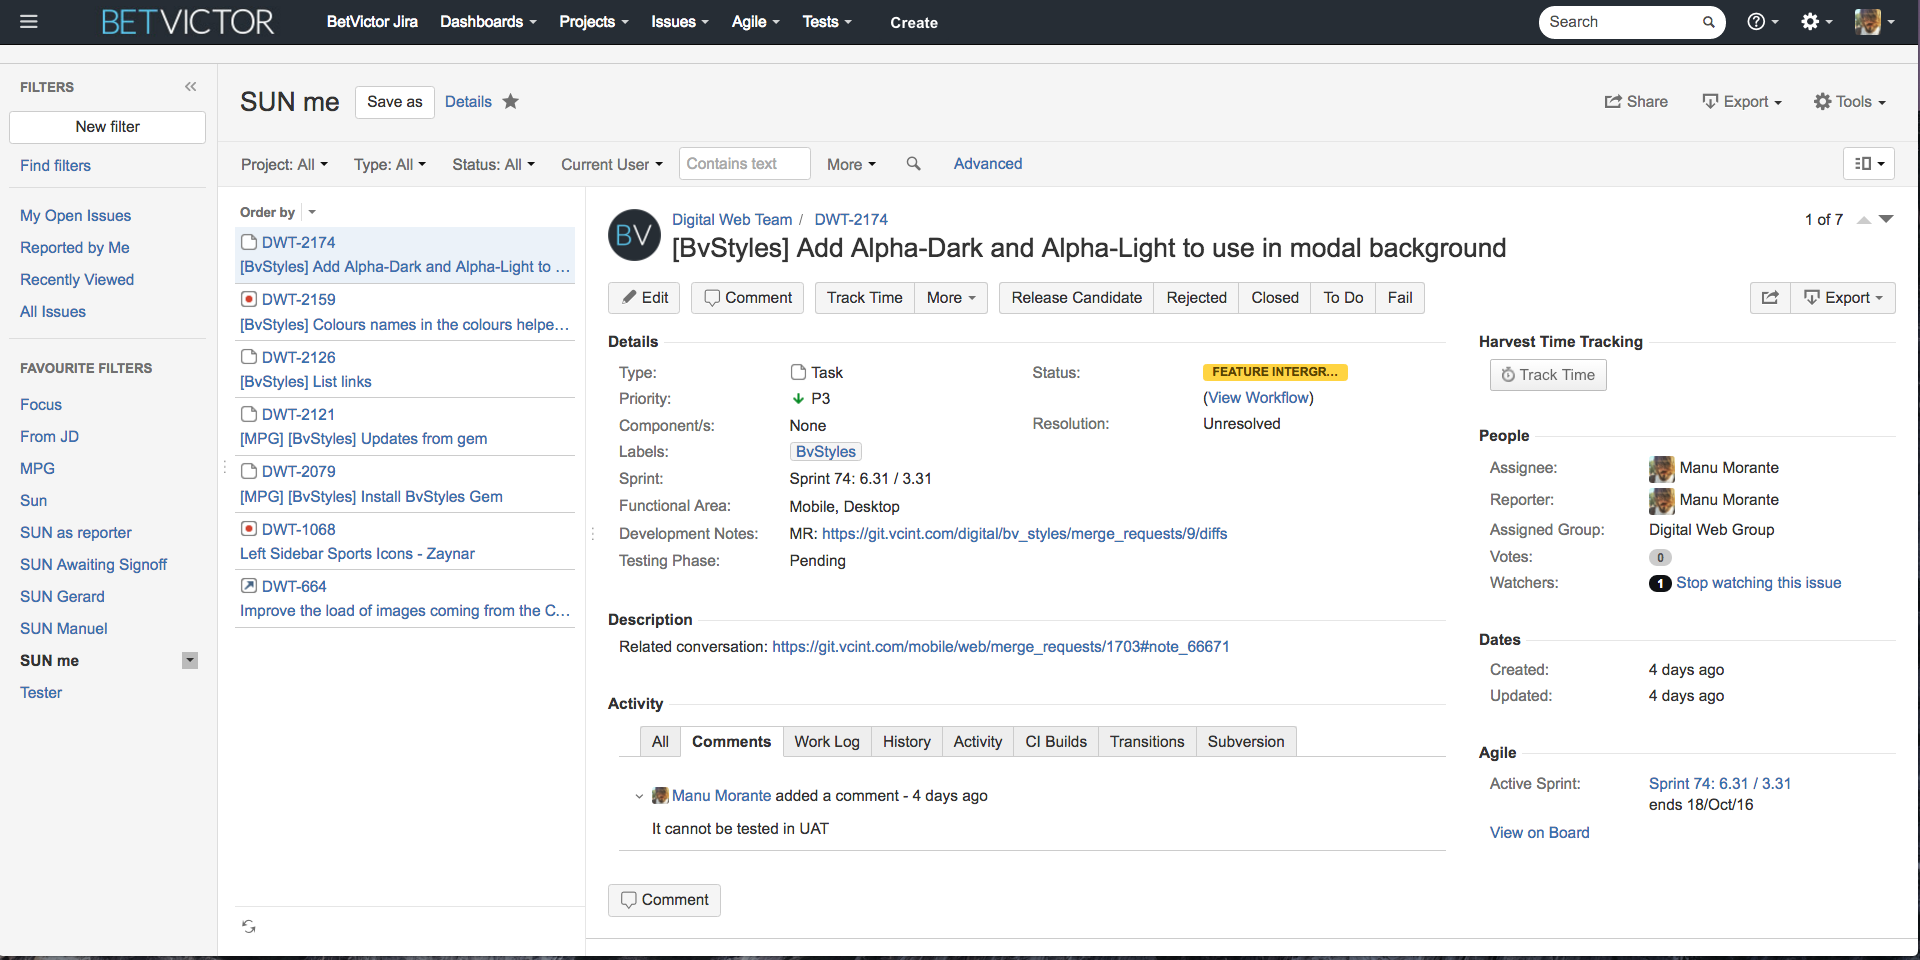 BETVICTOR BetVictor Jira Dashboards Projects Issues Agile Tests Create Search
FILTERS
New filter
Find filters
My Open Issues
Reported by Me
Recently Viewed
All Issues
FAVOURITE FILTERS
Focus
From JD
MPG
Sun
SUN as reporter
SUN Awaiting Signoff
SUN Gerard
SUN Manuel
SUN me
Tester
SUN me Save as Details Share Export Tools
Project: All Type: All Status: All Current User Contains text More Advanced
Order by
DWT-2174
[BvStyles] Add Alpha-Dark and Alpha-Light to ...
DWT-2159
[BvStyles] Colours names in the colours helpe...
DWT-2126
[BvStyles] List links
DWT-2121
[MPG] [BvStyles] Updates from gem
DWT-2079
[MPG] [BvStyles] Install BvStyles Gem
DWT-1068
Left Sidebar Sports Icons - Zaynar
DWT-664
Improve the load of images coming from the C...
BV
Digital Web Team / DWT-2174
1 of 7
[BvStyles] Add Alpha-Dark and Alpha-Light to use in modal background
Edit Comment Track Time More Release Candidate Rejected Closed To Do Fail Export
Details
Type: Task
Priority: P3
Component/s: None
Labels: BvStyles
Sprint: Sprint 74: 6.31 / 3.31
Functional Area: Mobile, Desktop
Development Notes: MR: https://git.vcint.com/digital/bv_styles/merge_requests/9/diffs
Testing Phase: Pending
Status: FEATURE INTERGR...
(View Workflow)
Resolution: Unresolved
Description
Related conversation: https://git.vcint.com/mobile/web/merge_requests/1703#note_66671
Activity
All Comments Work Log History Activity CI Builds Transitions Subversion
Manu Morante added a comment - 4 days ago
It cannot be tested in UAT
Comment
Harvest Time Tracking
Track Time
People
Assignee: Manu Morante
Reporter: Manu Morante
Assigned Group: Digital Web Group
Votes: 0
Watchers: 1 Stop watching this issue
Dates
Created: 4 days ago
Updated: 4 days ago
Agile
Active Sprint: Sprint 74: 6.31 / 3.31
ends 18/Oct/16
View on Board